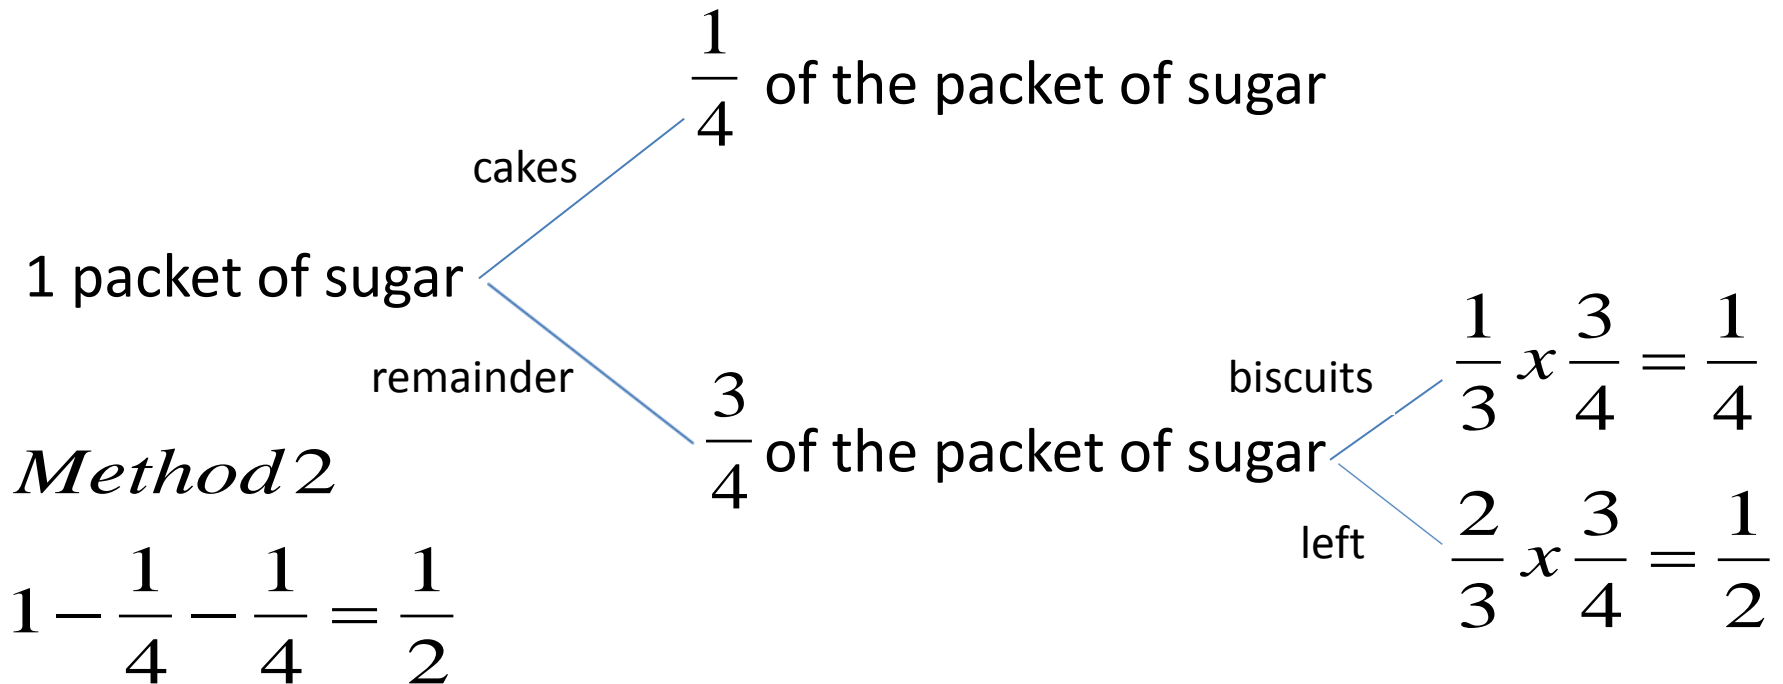 1/4 of the packet of sugar
cakes
1 packet of sugar
remainder
3/4 of the packet of sugar
biscuits
1/3 x 3/4 = 1/4
left
2/3 x 3/4 = 1/2
Method 2
1 − 1/4 − 1/4 = 1/2